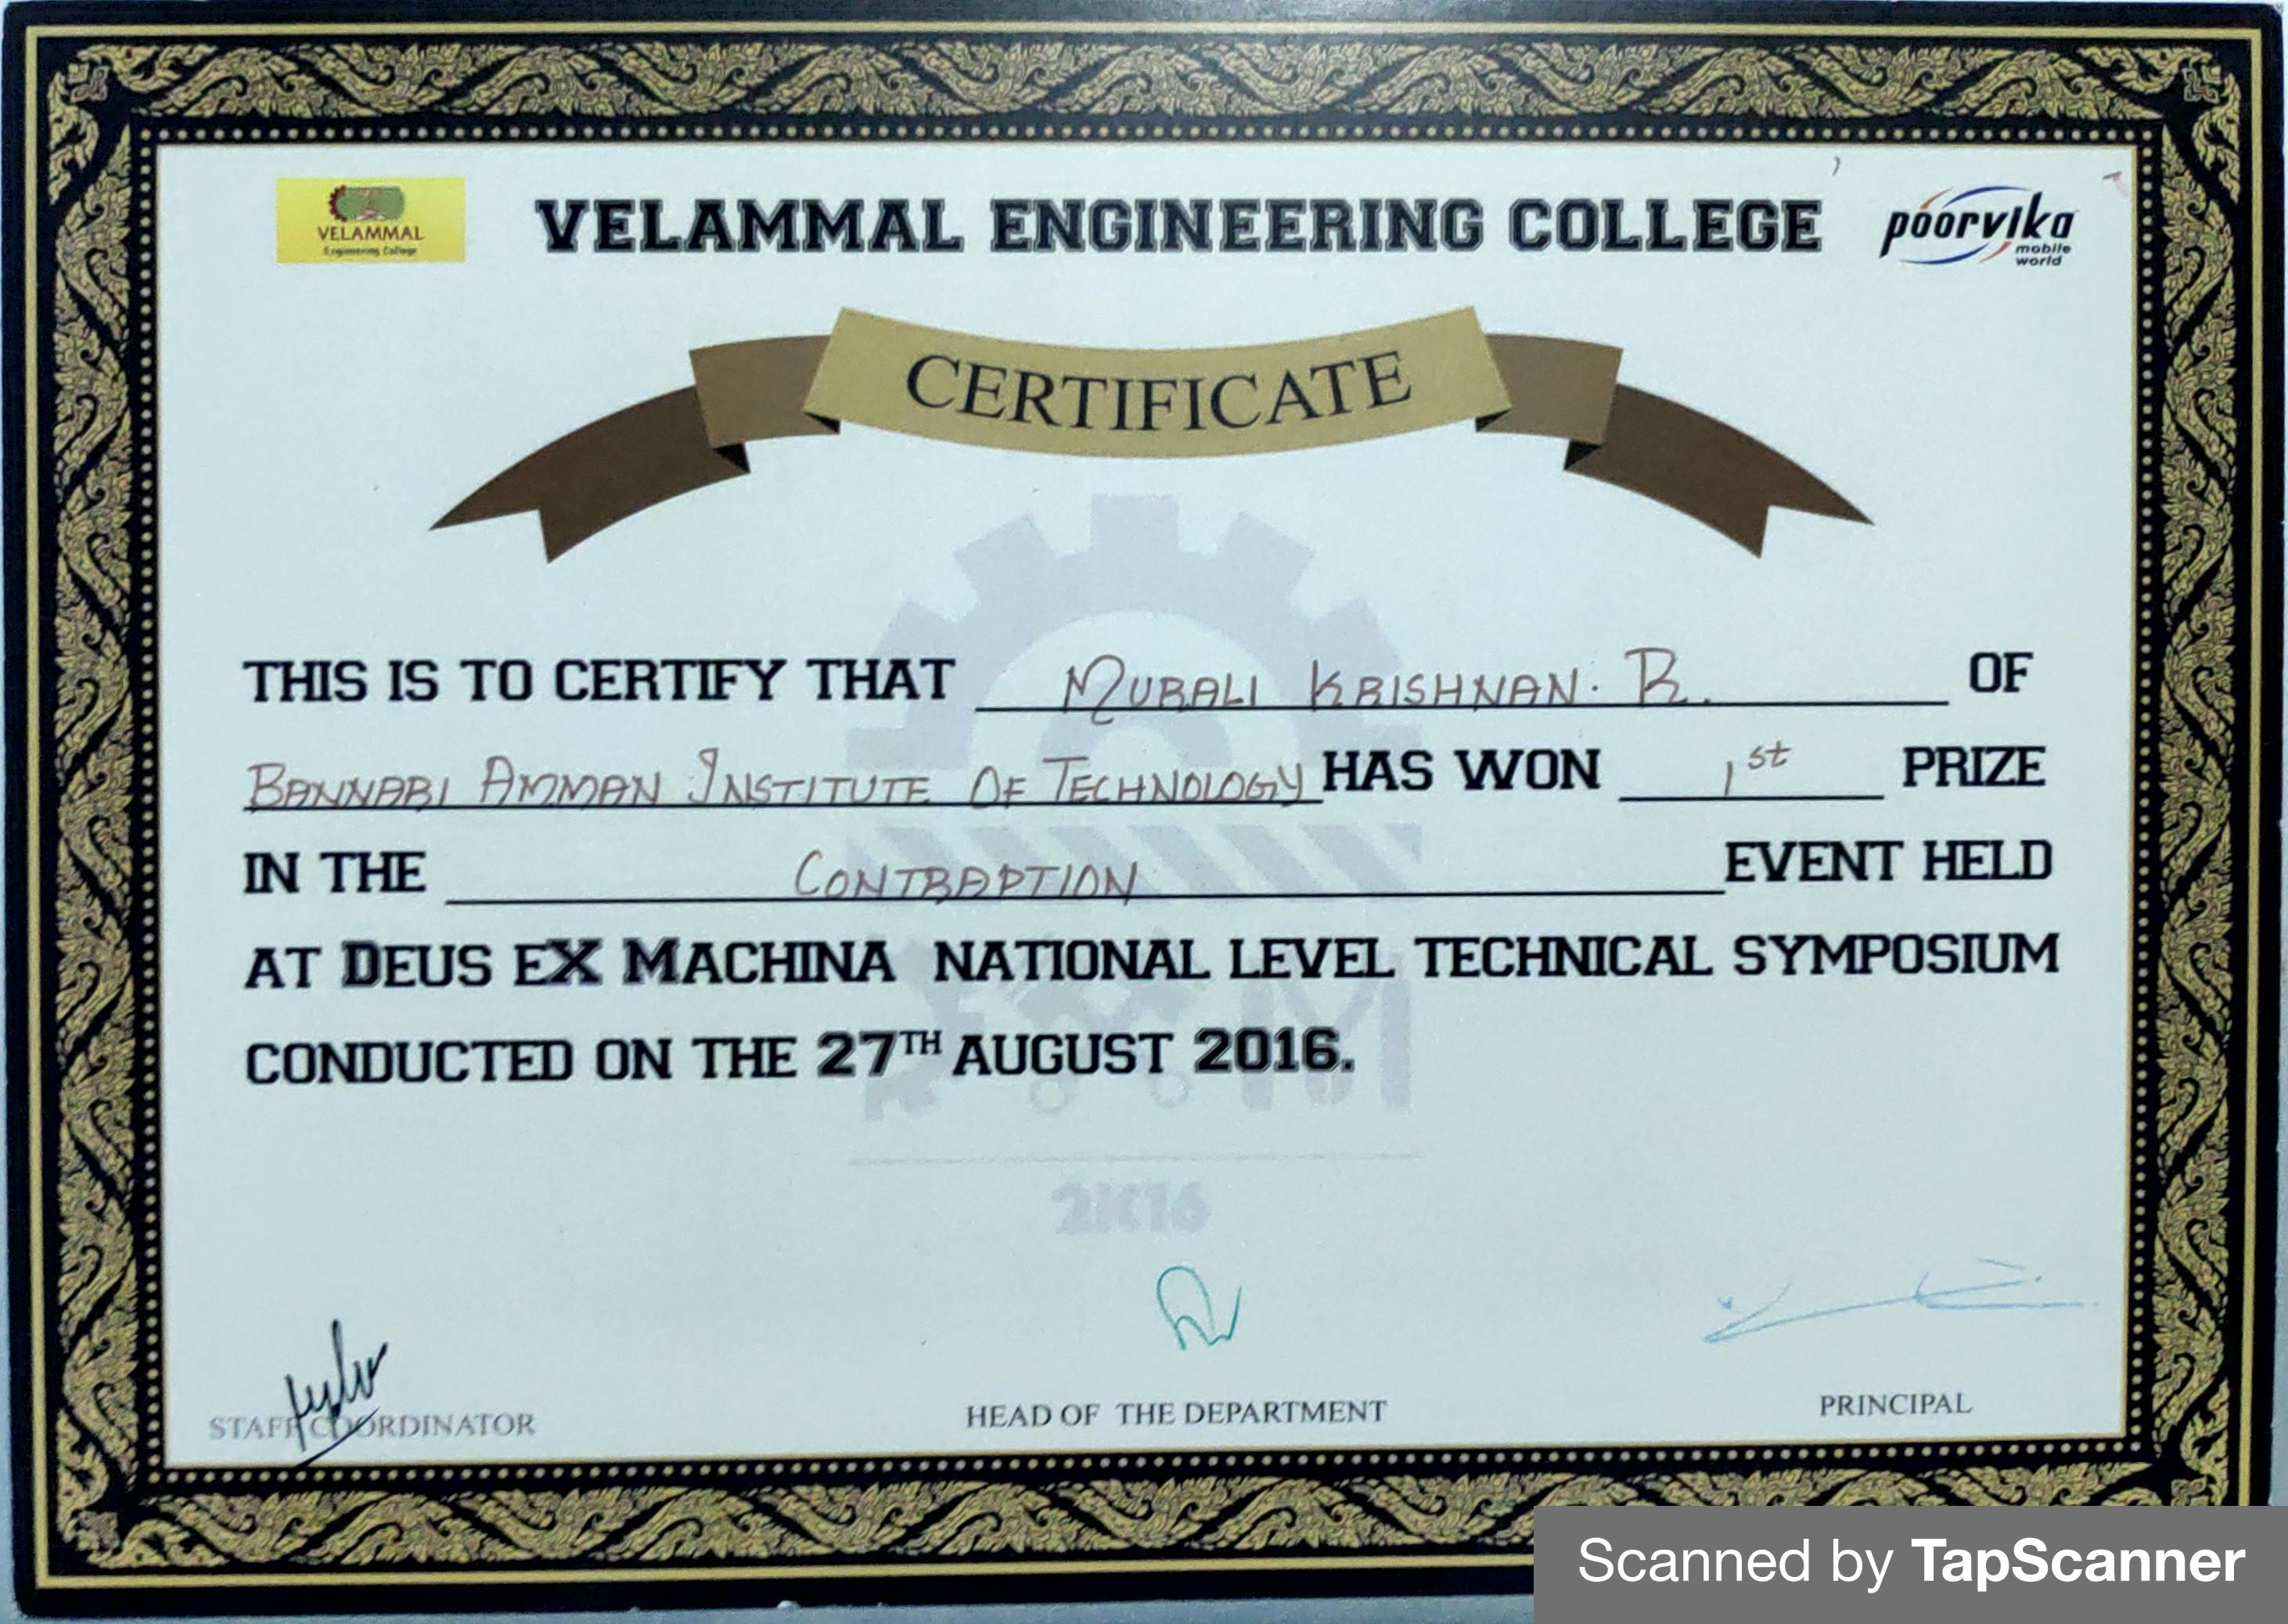 VELAMMAL
Engineering College
VELAMMAL ENGINEERING COLLEGE
poorvika
mobile
world
CERTIFICATE
THIS IS TO CERTIFY THAT MURALI KRISHNAN. R. OF
BANNARI AMMAN INSTITUTE OF TECHNOLOGY HAS WON 1st PRIZE
IN THE CONTRAPTION EVENT HELD
AT DEUS EX MACHINA NATIONAL LEVEL TECHNICAL SYMPOSIUM
CONDUCTED ON THE 27TH AUGUST 2016.
2K16
STAFF COORDINATOR
HEAD OF THE DEPARTMENT
PRINCIPAL
Scanned by TapScanner